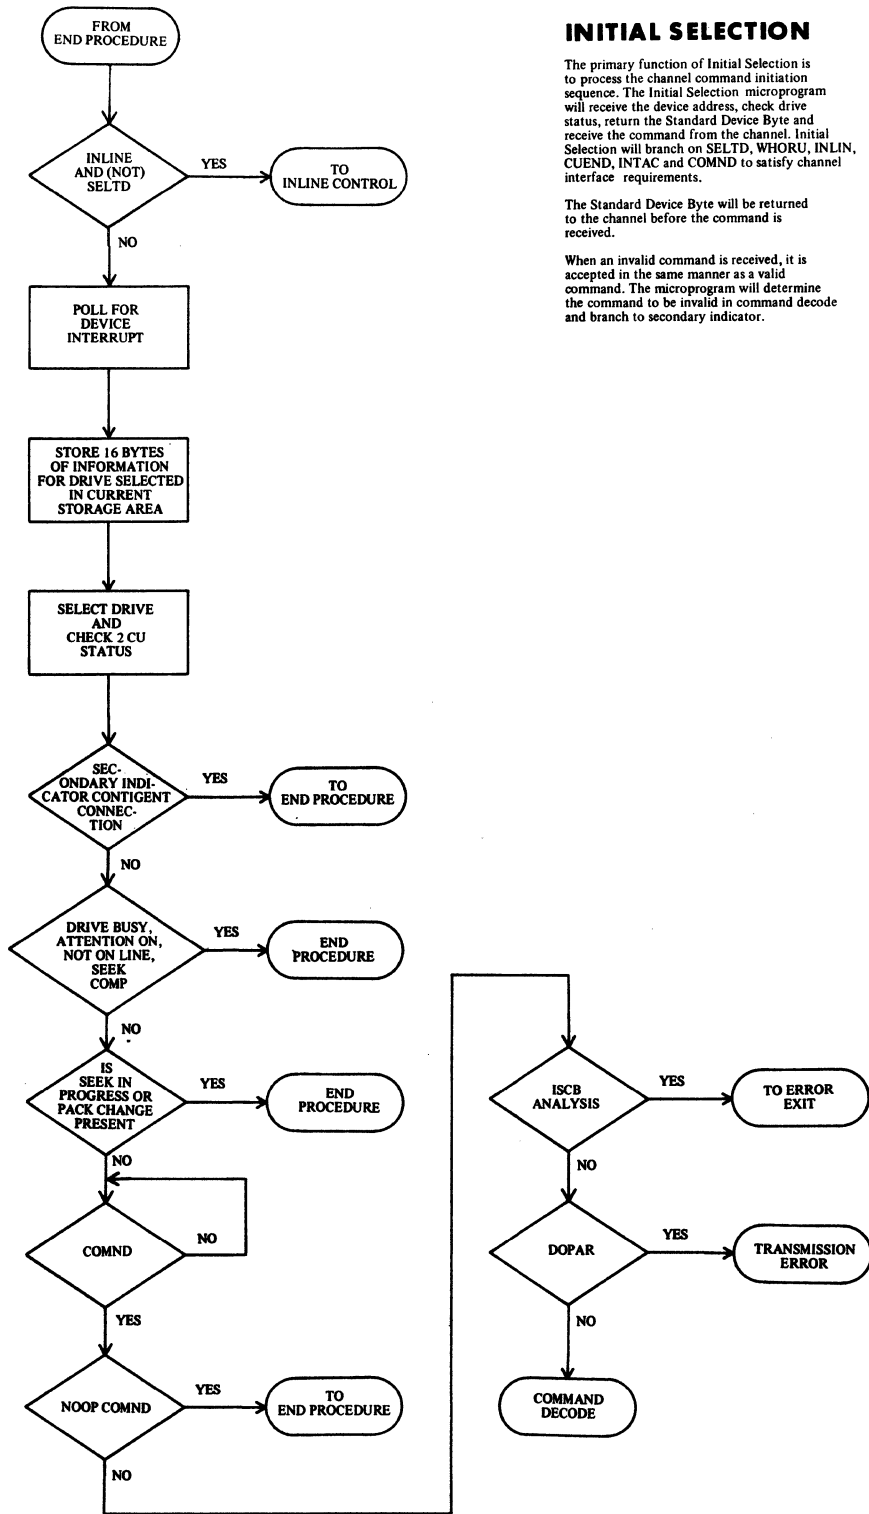 FROM
END PROCEDURE
INLINE
AND (NOT)
SELTD
YES
TO
INLINE CONTROL
NO
POLL FOR
DEVICE
INTERRUPT
STORE 16 BYTES
OF INFORMATION
FOR DRIVE SELECTED
IN CURRENT
STORAGE AREA
SELECT DRIVE
AND
CHECK 2 CU
STATUS
SEC-
ONDARY INDI-
CATOR CONTIGENT
CONNEC-
TION
YES
TO
END PROCEDURE
NO
DRIVE BUSY,
ATTENTION ON,
NOT ON LINE,
SEEK
COMP
YES
END
PROCEDURE
NO
IS
SEEK IN
PROGRESS OR
PACK CHANGE
PRESENT
YES
END
PROCEDURE
NO
COMND
NO
YES
NOOP COMND
YES
TO
END PROCEDURE
NO
INITIAL SELECTION
The primary function of Initial Selection is
to process the channel command initiation
sequence. The Initial Selection microprogram
will receive the device address, check drive
status, return the Standard Device Byte and
receive the command from the channel. Initial
Selection will branch on SELTD, WHORU, INLIN,
CUEND, INTAC and COMND to satisfy channel
interface requirements.
The Standard Device Byte will be returned
to the channel before the command is
received.
When an invalid command is received, it is
accepted in the same manner as a valid
command. The microprogram will determine
the command to be invalid in command decode
and branch to secondary indicator.
ISCB
ANALYSIS
YES
TO ERROR
EXIT
NO
DOPAR
YES
TRANSMISSION
ERROR
NO
COMMAND
DECODE